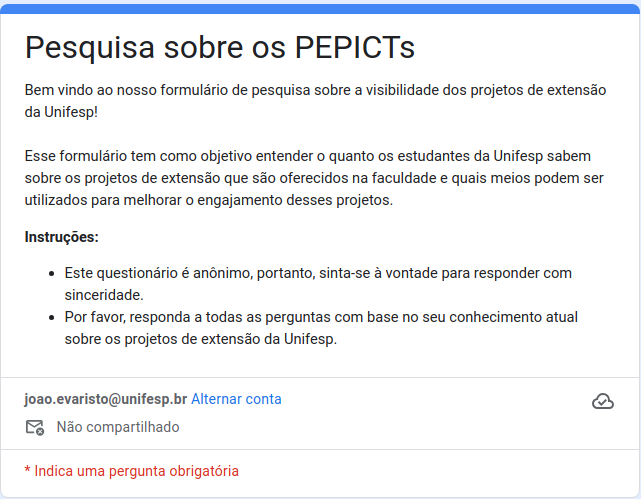 Pesquisa sobre os PEPICTs
Bem vindo ao nosso formulário de pesquisa sobre a visibilidade dos projetos de extensão
da Unifesp!
Esse formulário tem como objetivo entender o quanto os estudantes da Unifesp sabem
sobre os projetos de extensão que são oferecidos na faculdade e quais meios podem ser
utilizados para melhorar o engajamento desses projetos.
Instruções:
• Este questionário é anônimo, portanto, sinta-se à vontade para responder com
sinceridade.
• Por favor, responda a todas as perguntas com base no seu conhecimento atual
sobre os projetos de extensão da Unifesp.
joao.evaristo@unifesp.br Alternar conta
Não compartilhado
* Indica uma pergunta obrigatória